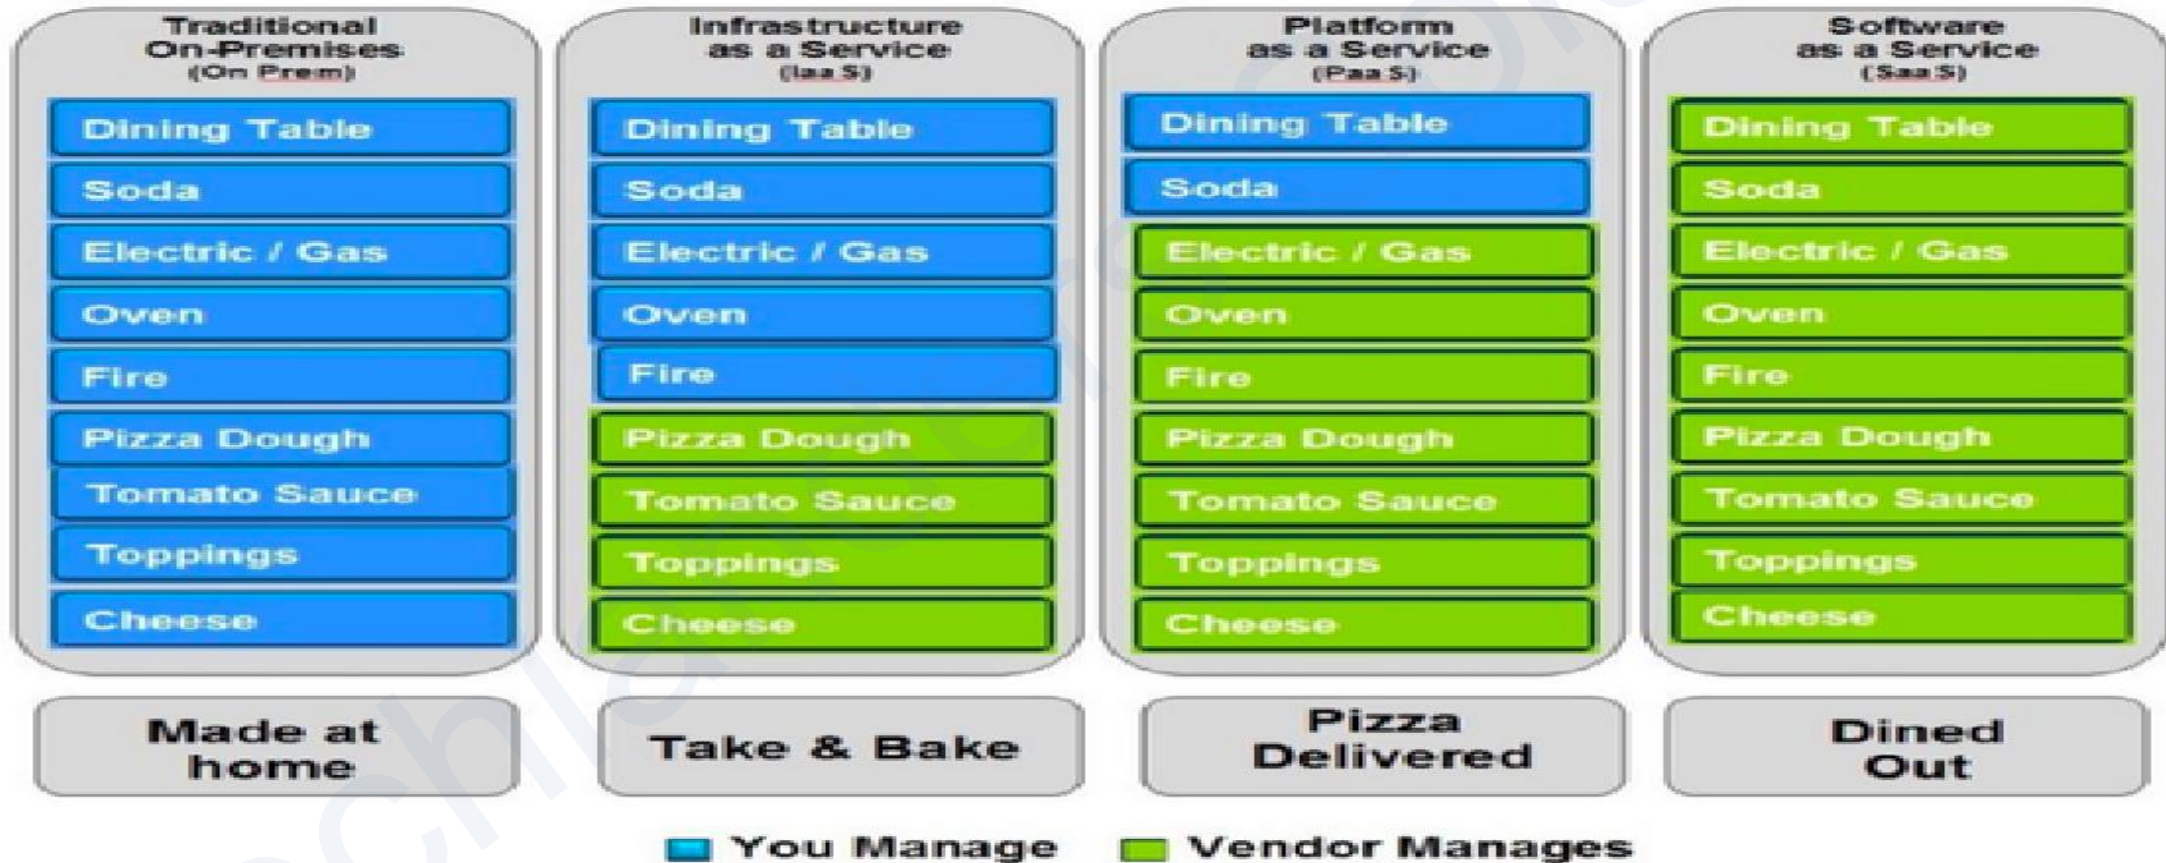 Traditional
On-Premises
(On Prem)
Dining Table
Soda
Electric / Gas
Oven
Fire
Pizza Dough
Tomato Sauce
Toppings
Cheese
Made at
home
Infrastructure
as a Service
(IaaS)
Dining Table
Soda
Electric / Gas
Oven
Fire
Pizza Dough
Tomato Sauce
Toppings
Cheese
Take & Bake
Platform
as a Service
(PaaS)
Dining Table
Soda
Electric / Gas
Oven
Fire
Pizza Dough
Tomato Sauce
Toppings
Cheese
Pizza
Delivered
Software
as a Service
(SaaS)
Dining Table
Soda
Electric / Gas
Oven
Fire
Pizza Dough
Tomato Sauce
Toppings
Cheese
Dined
Out
You Manage
Vendor Manages